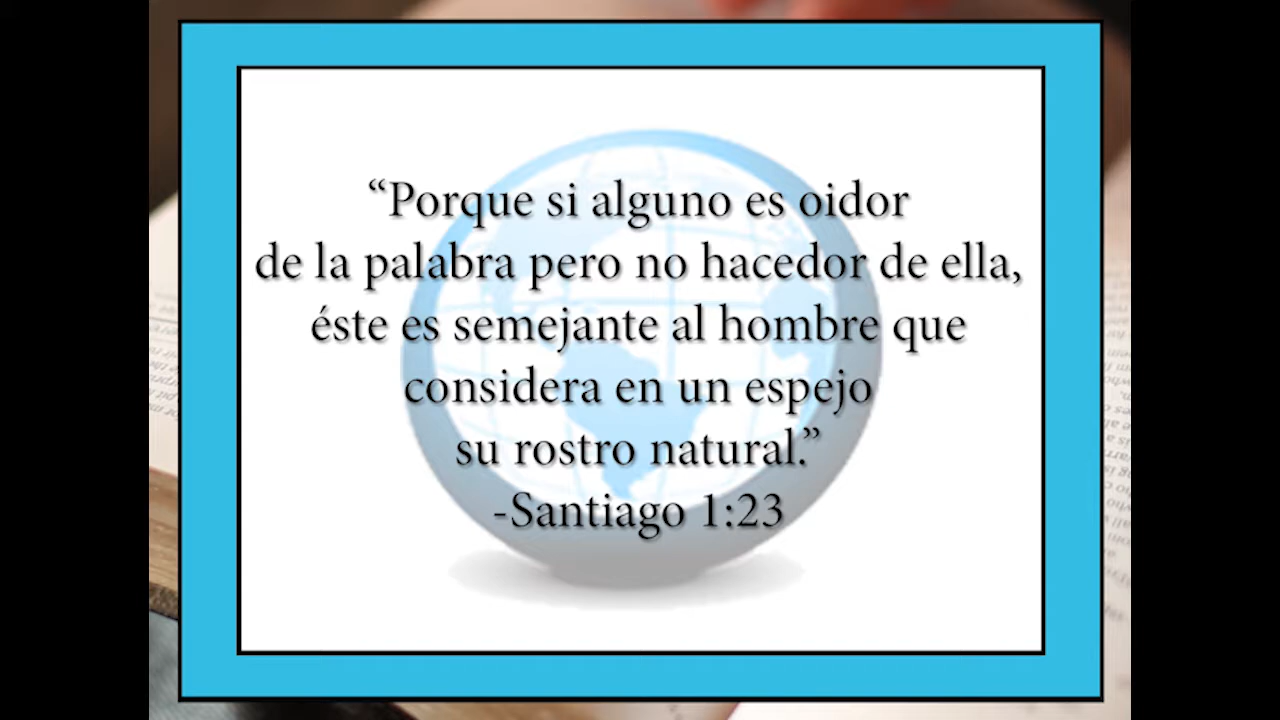 “Porque si alguno es oidor
de la palabra pero no hacedor de ella,
éste es semejante al hombre que
considera en un espejo
su rostro natural.”
-Santiago 1:23